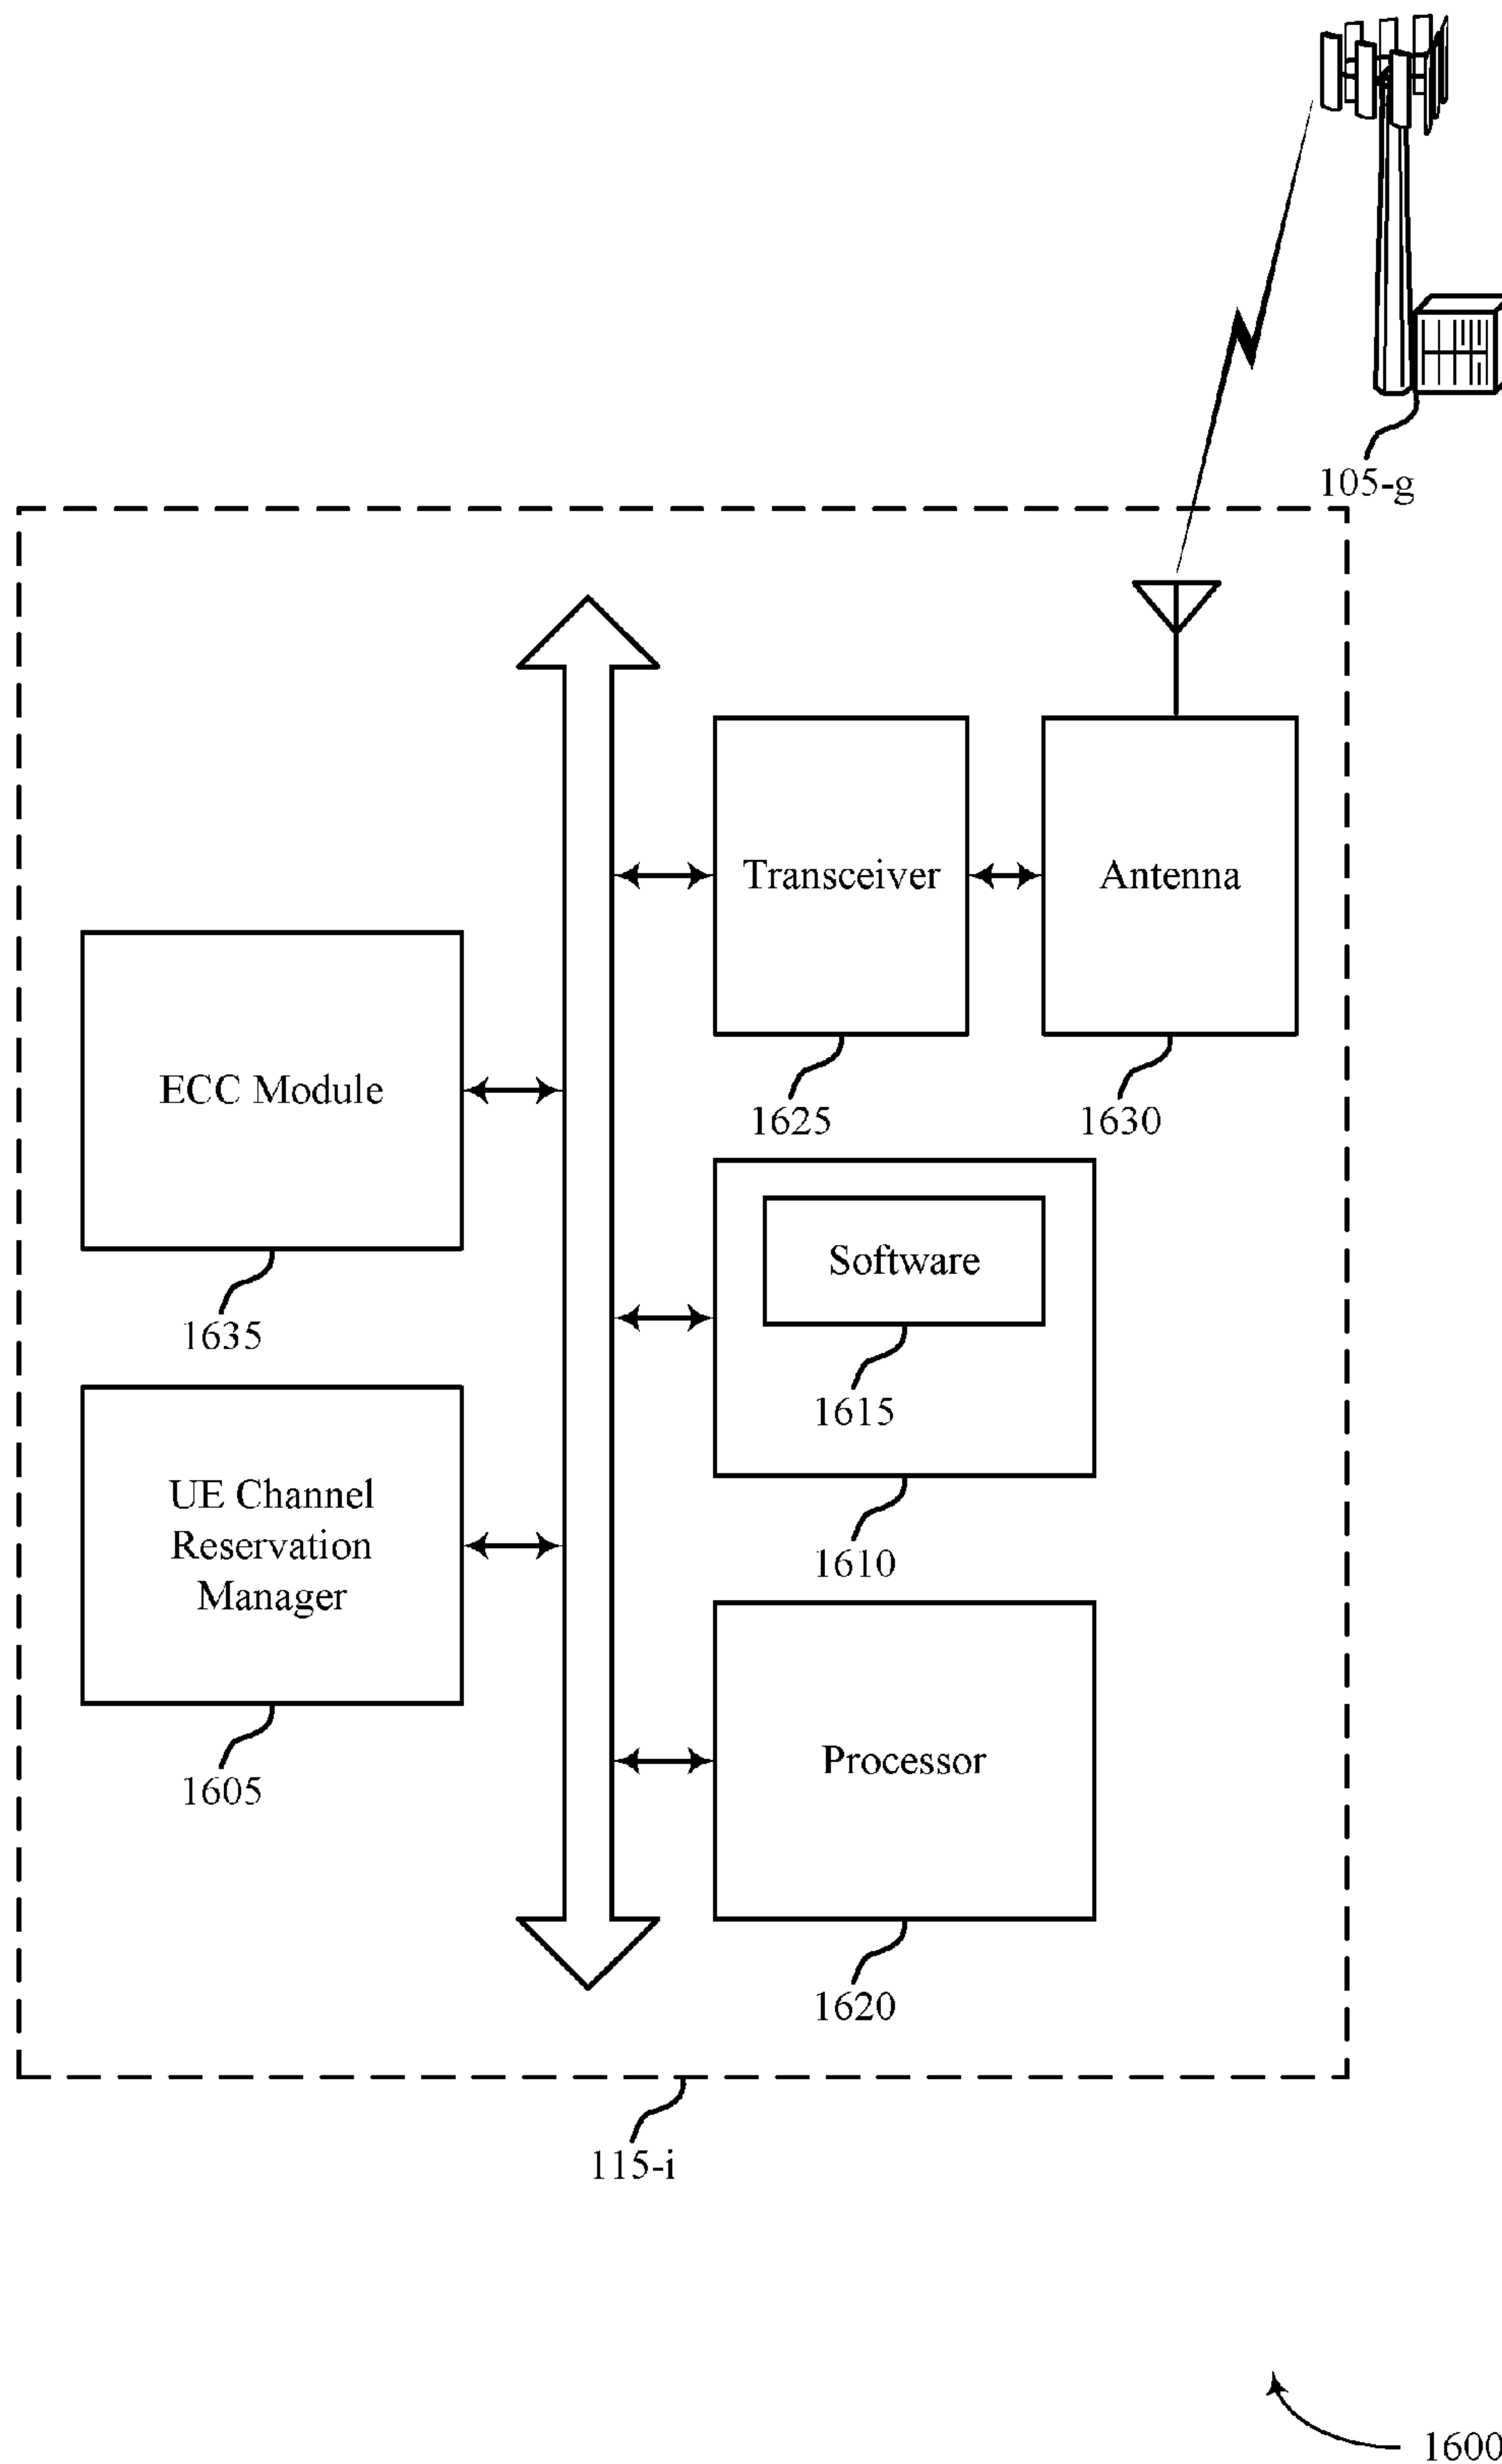 105-g
Transceiver
Antenna
1625
1630
ECC Module
1635
Software
1615
1610
UE Channel
Reservation
Manager
1605
Processor
1620
115-i
1600